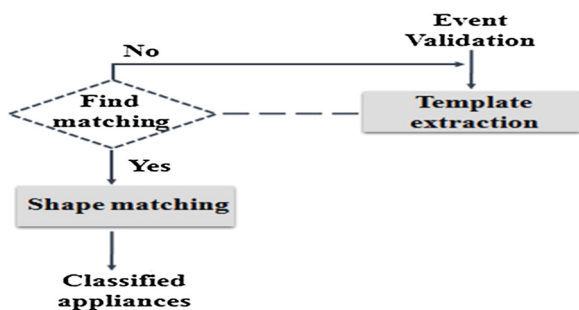 No
Event
Validation
Find
matching
Template
extraction
Yes
Shape matching
Classified
appliances